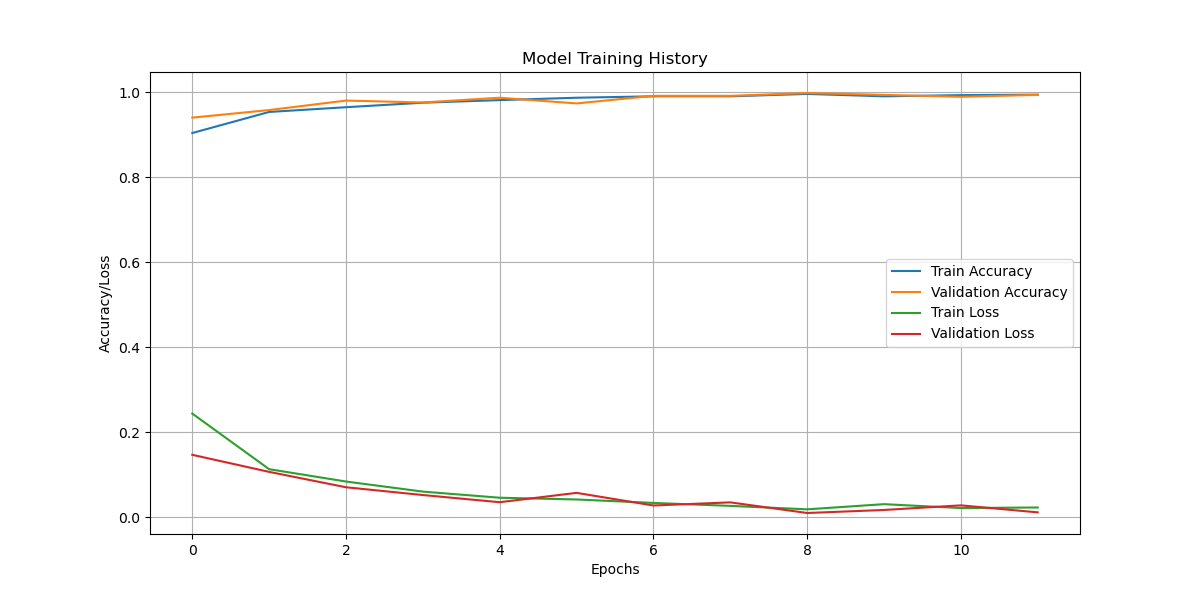 Model Training History
1.0
0.8
0.6
0.4
0.2
0.0
Accuracy/Loss
Train Accuracy
Validation Accuracy
Train Loss
Validation Loss
0 2 4 6 8 10
Epochs